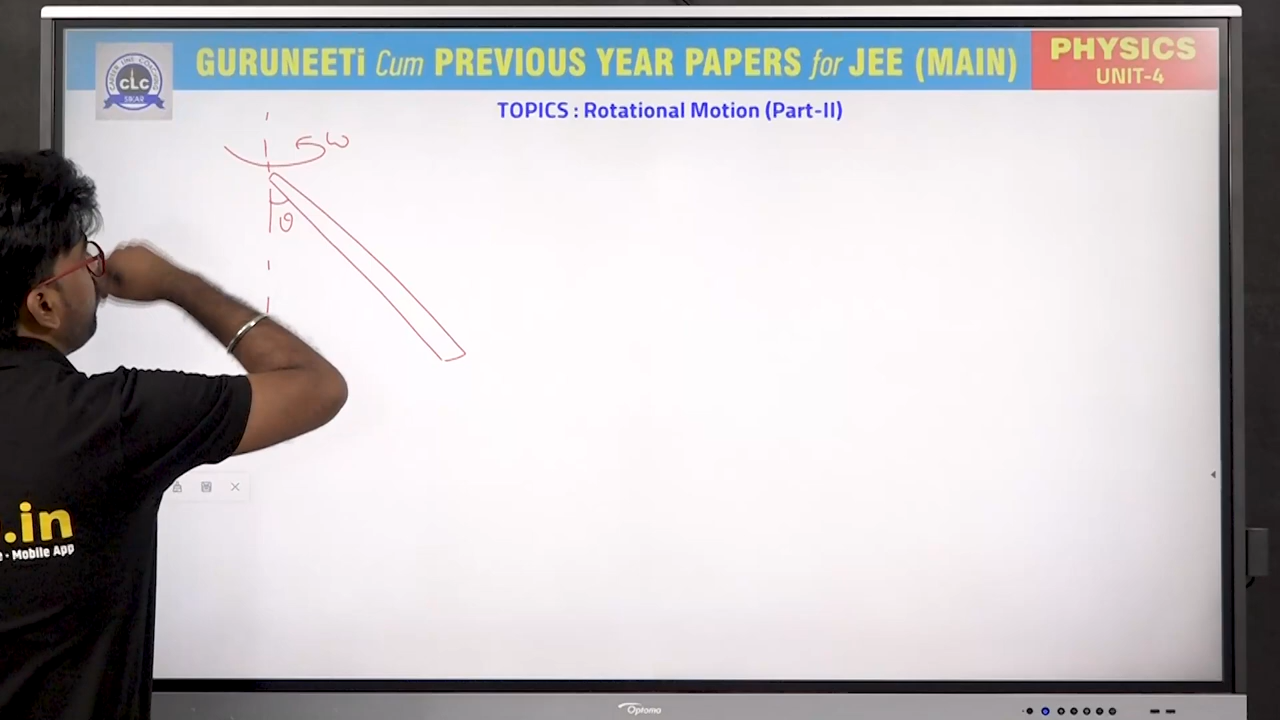 GURUNEETi Cum PREVIOUS YEAR PAPERS for JEE (MAIN)
PHYSICS
UNIT-4
CLC
SIKAR
TOPICS : Rotational Motion (Part-II)
ω
θ
.in
· Mobile App
Optoma